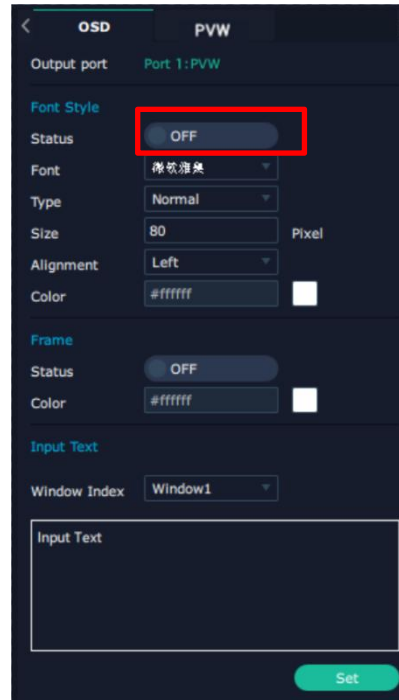 < OSD PVW
Output port Port 1:PVW
Font Style
Status OFF
Font 微软雅黑
Type Normal
Size 80 Pixel
Alignment Left
Color #ffffff
Frame
Status OFF
Color #ffffff
Input Text
Window Index Window1
Input Text
Set